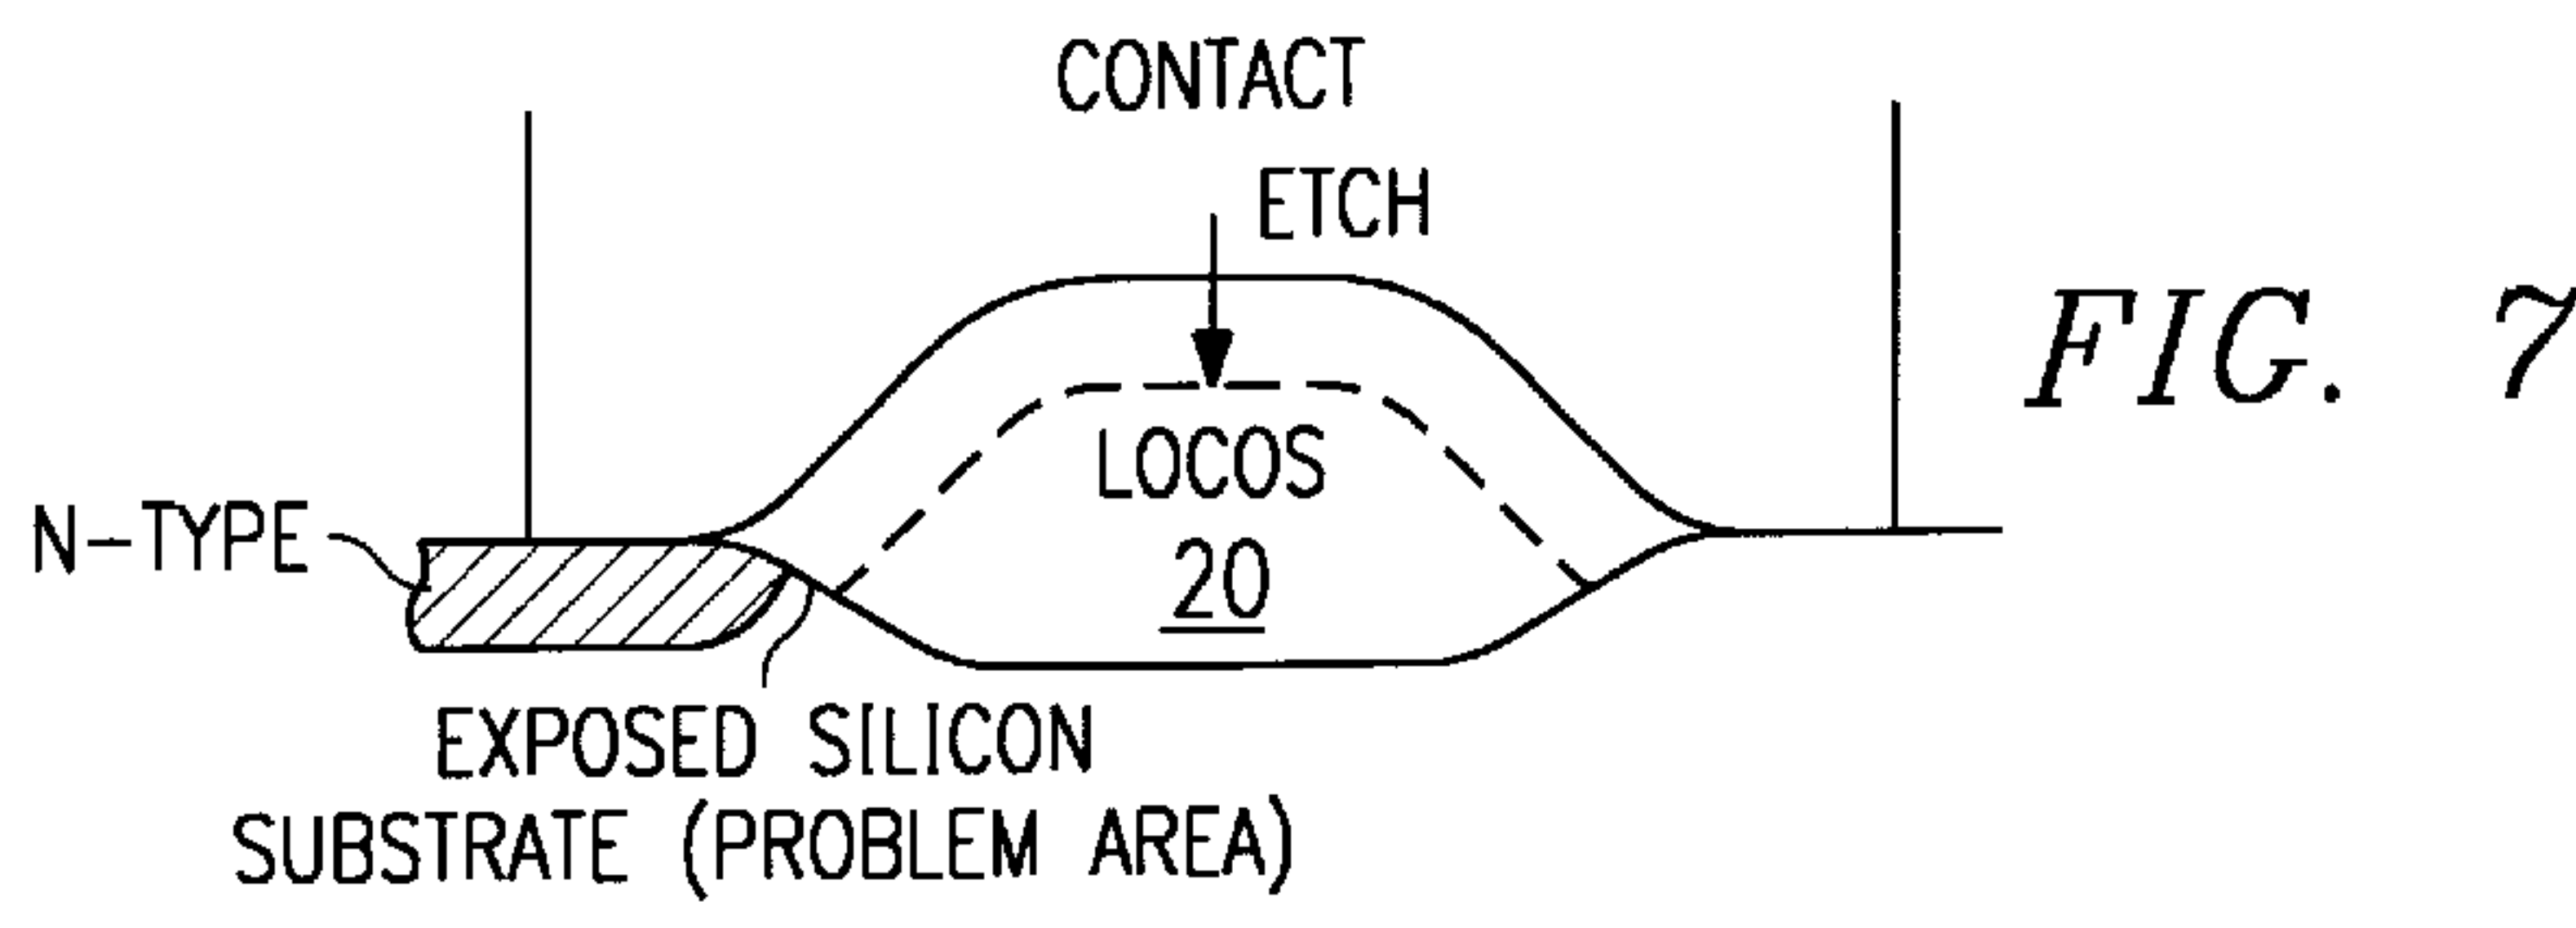 CONTACT
ETCH
FIG. 7
LOCOS
N-TYPE
20
EXPOSED SILICON
SUBSTRATE (PROBLEM AREA)